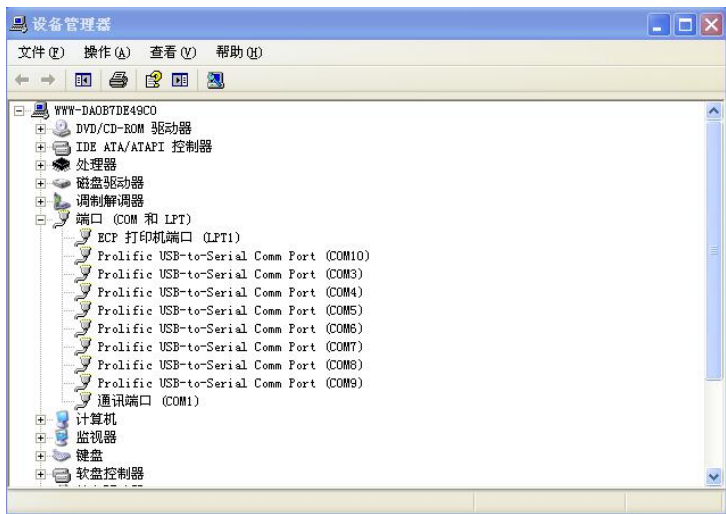 设备管理器
文件(F) 操作(A) 查看(V) 帮助(H)
WWW-DAOB7DE49CO
DVD/CD-ROM 驱动器
IDE ATA/ATAPI 控制器
处理器
磁盘驱动器
调制解调器
端口 (COM 和 LPT)
ECP 打印机端口 (LPT1)
Prolific USB-to-Serial Comm Port (COM10)
Prolific USB-to-Serial Comm Port (COM3)
Prolific USB-to-Serial Comm Port (COM4)
Prolific USB-to-Serial Comm Port (COM5)
Prolific USB-to-Serial Comm Port (COM6)
Prolific USB-to-Serial Comm Port (COM7)
Prolific USB-to-Serial Comm Port (COM8)
Prolific USB-to-Serial Comm Port (COM9)
通讯端口 (COM1)
计算机
监视器
键盘
软盘控制器